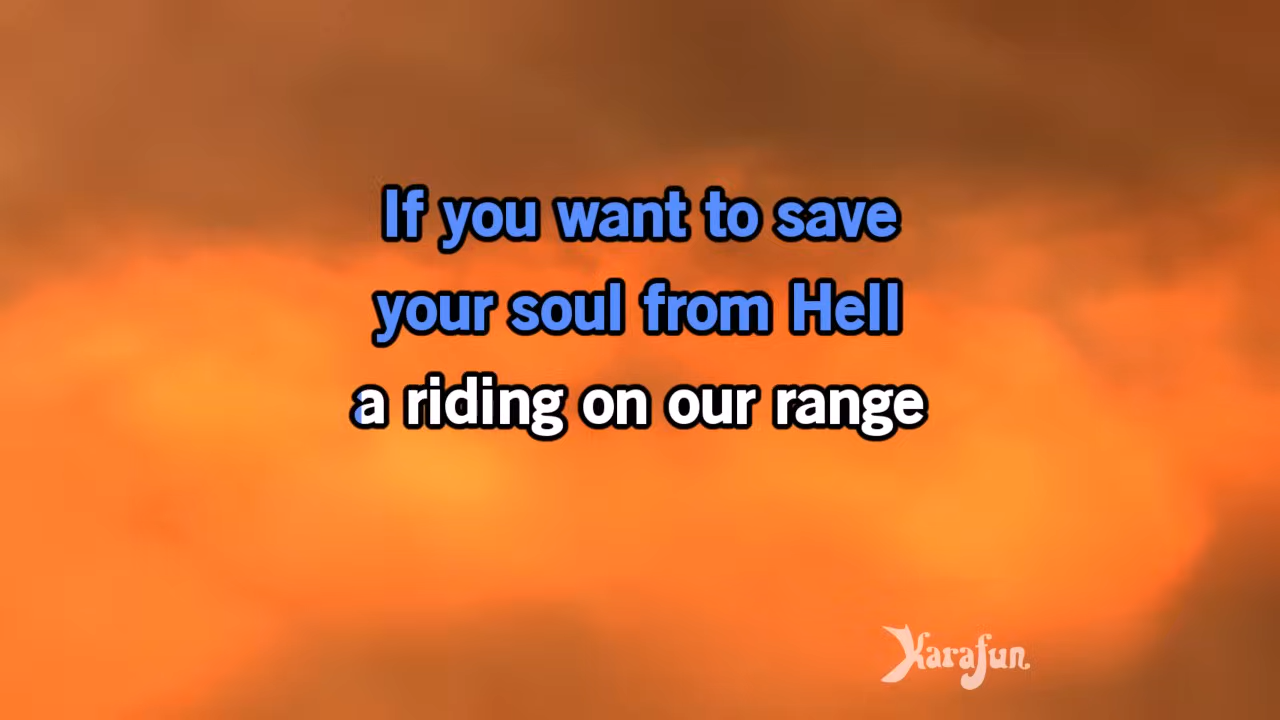 If you want to save
your soul from Hell
a riding on our range
Karafun